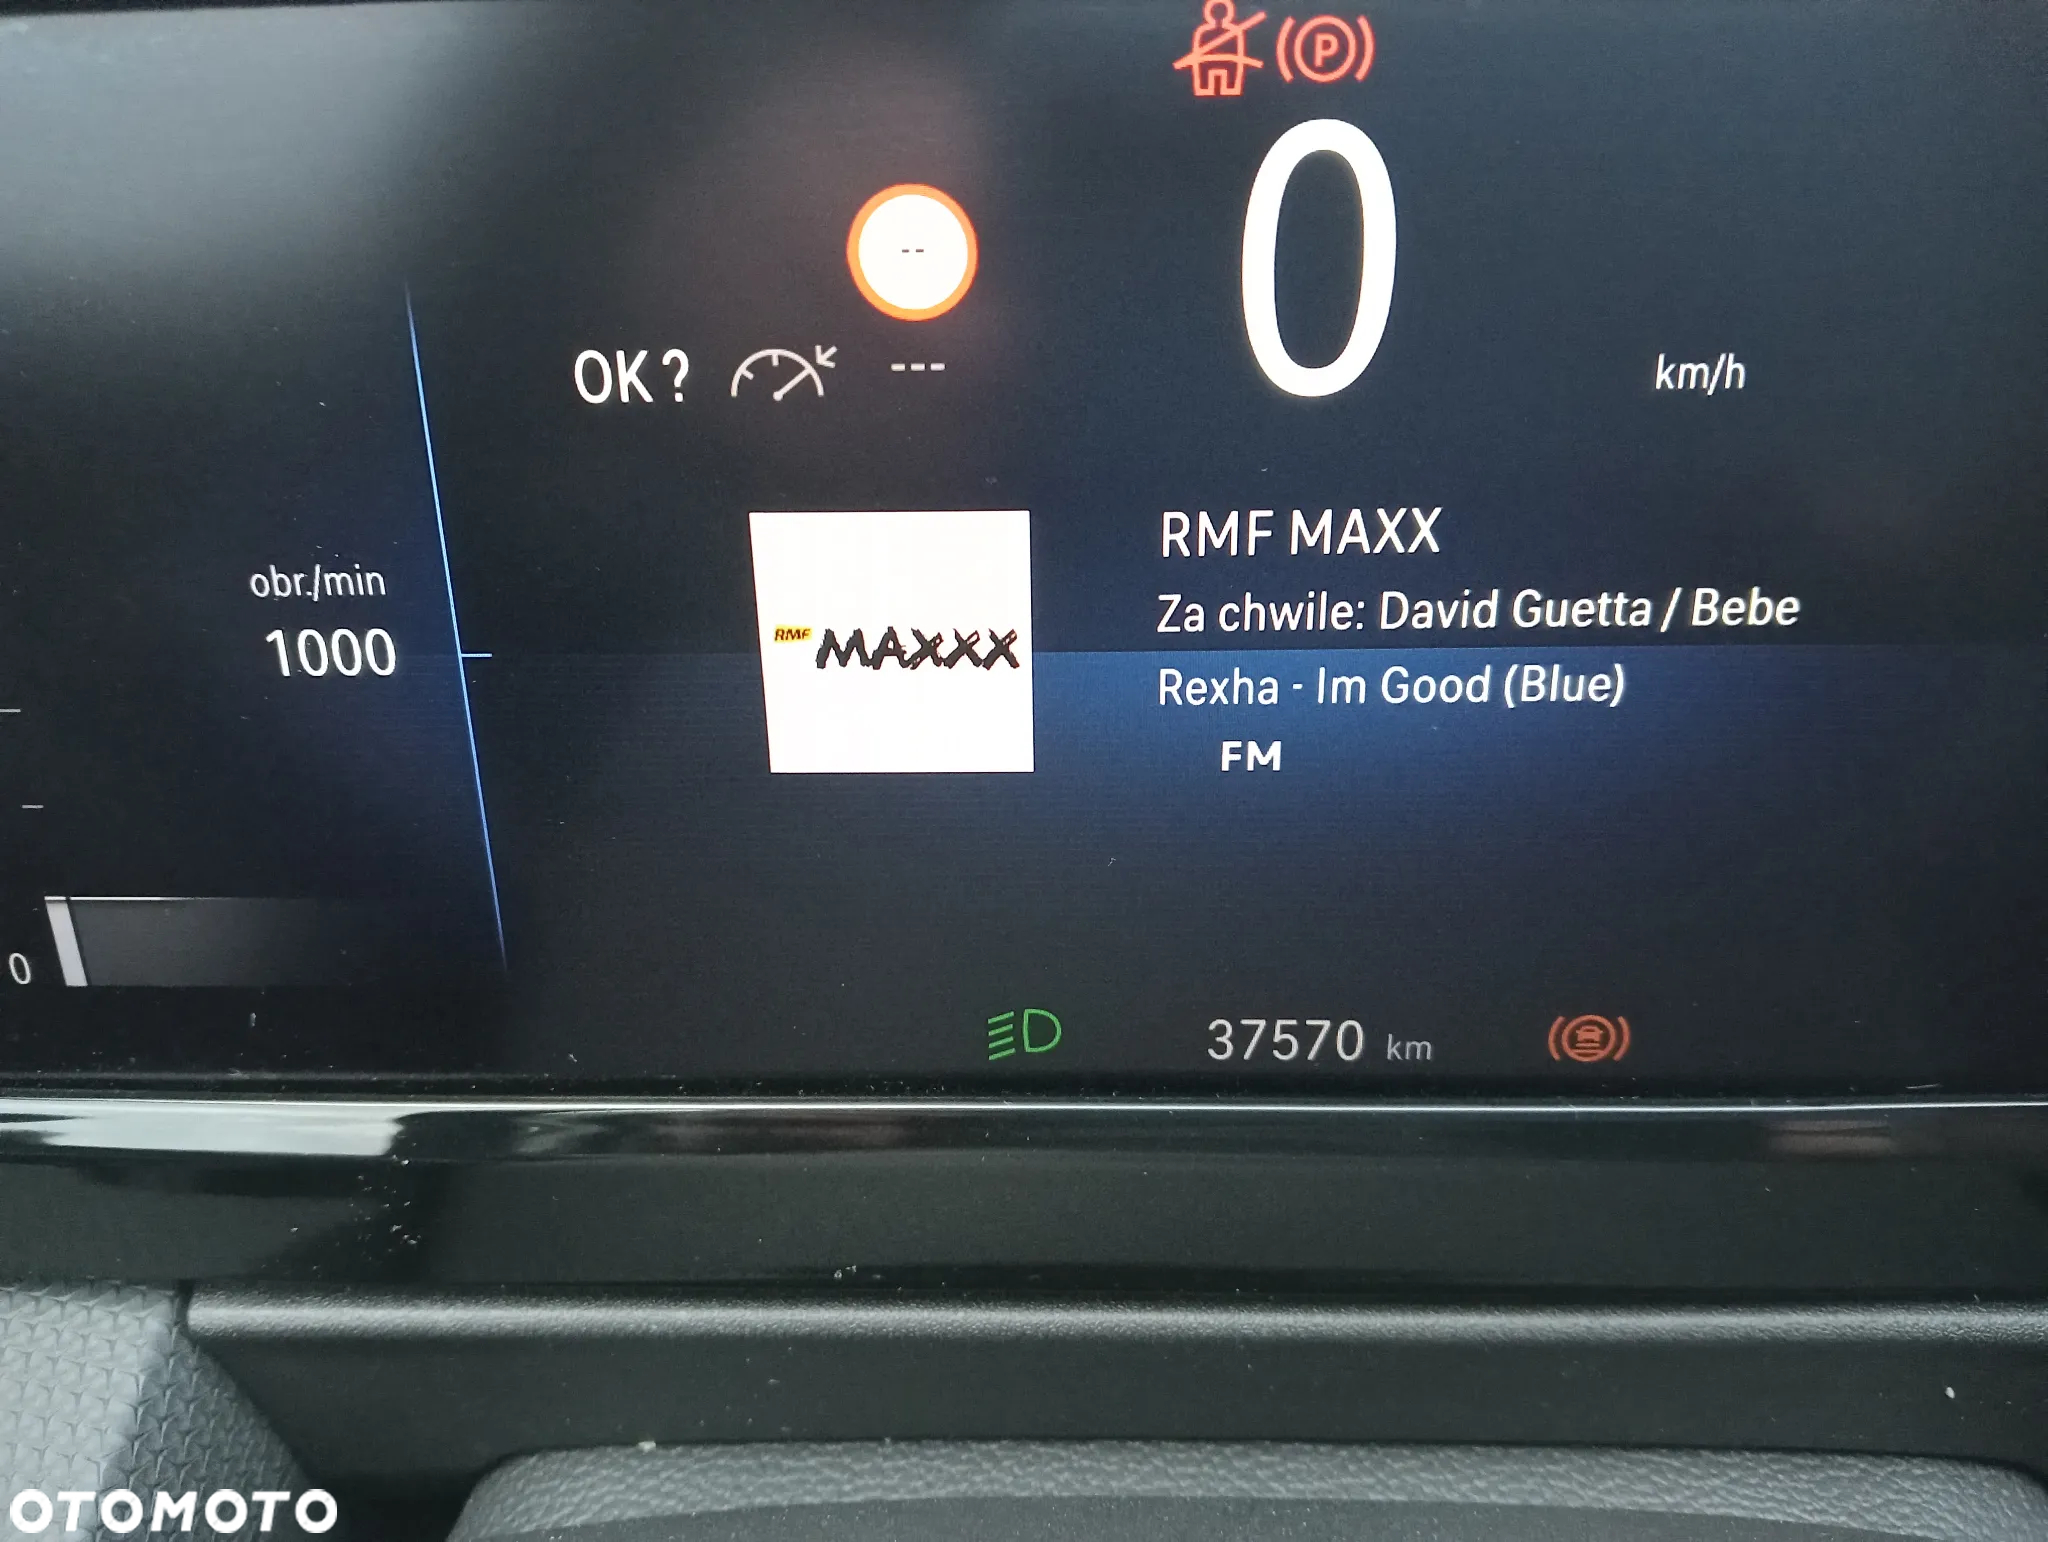 P
0
--
OK? ---
km/h
RMF MAXX
Za chwile: David Guetta / Bebe
Rexha - Im Good (Blue)
FM
RMF MAXXX
obr./min
1000
0
37570 km
OTOMOTO